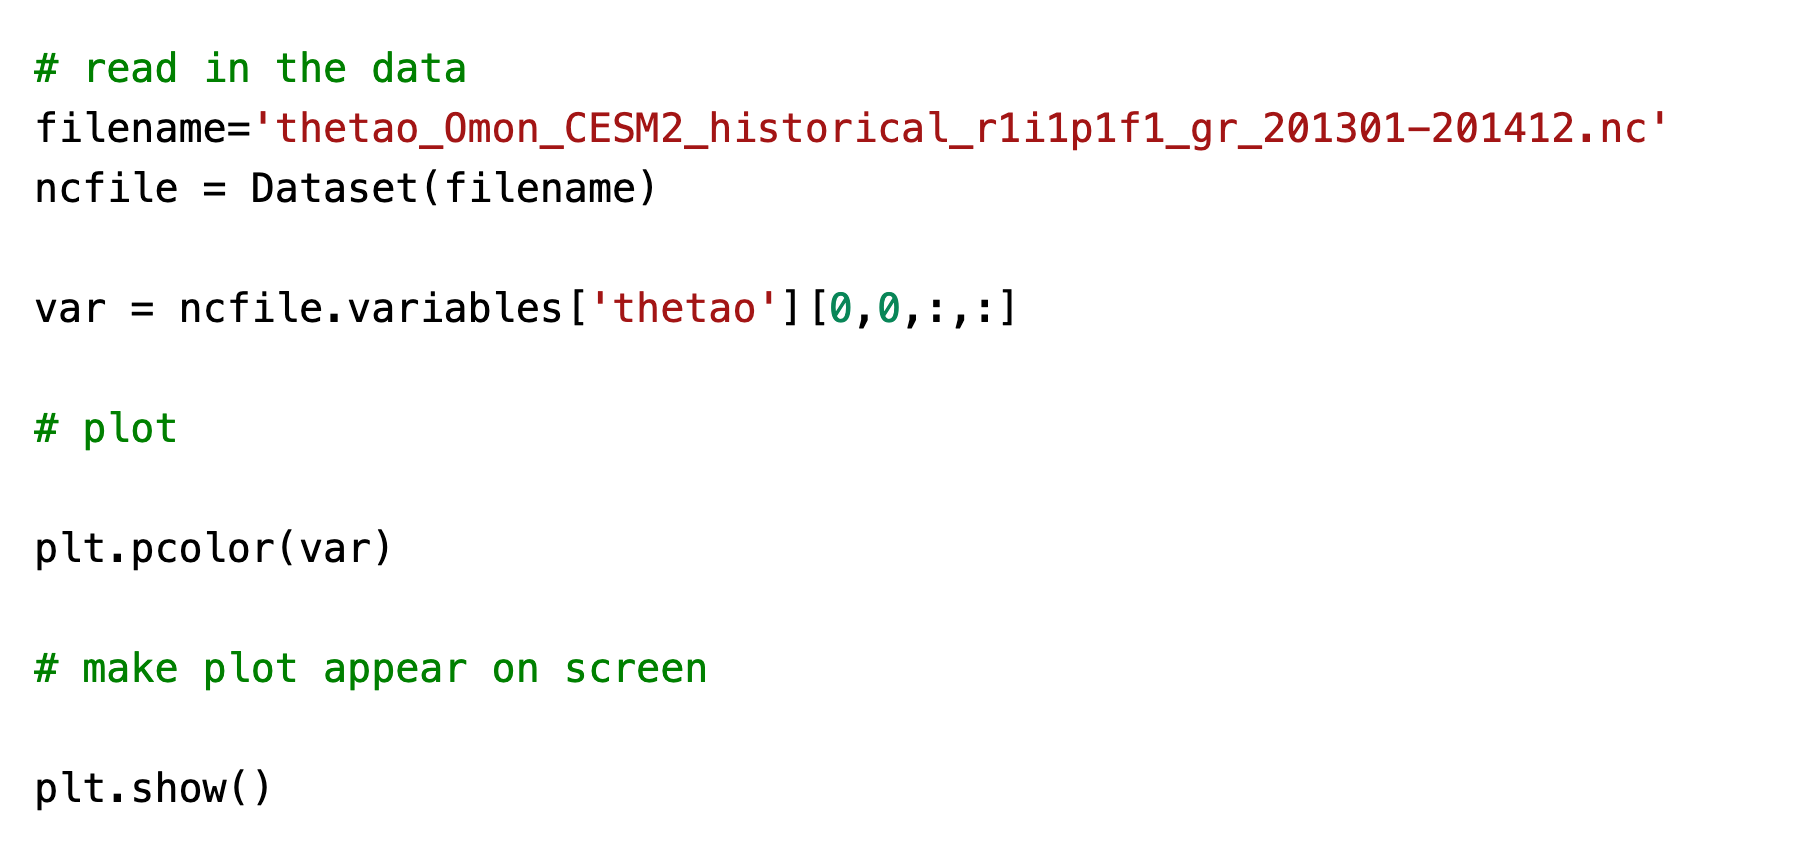 # read in the data
filename='thetao_Omon_CESM2_historical_r1i1p1f1_gr_201301-201412.nc'
ncfile = Dataset(filename)
var = ncfile.variables['thetao'][0,0,:,:]
# plot
plt.pcolor(var)
# make plot appear on screen
plt.show()